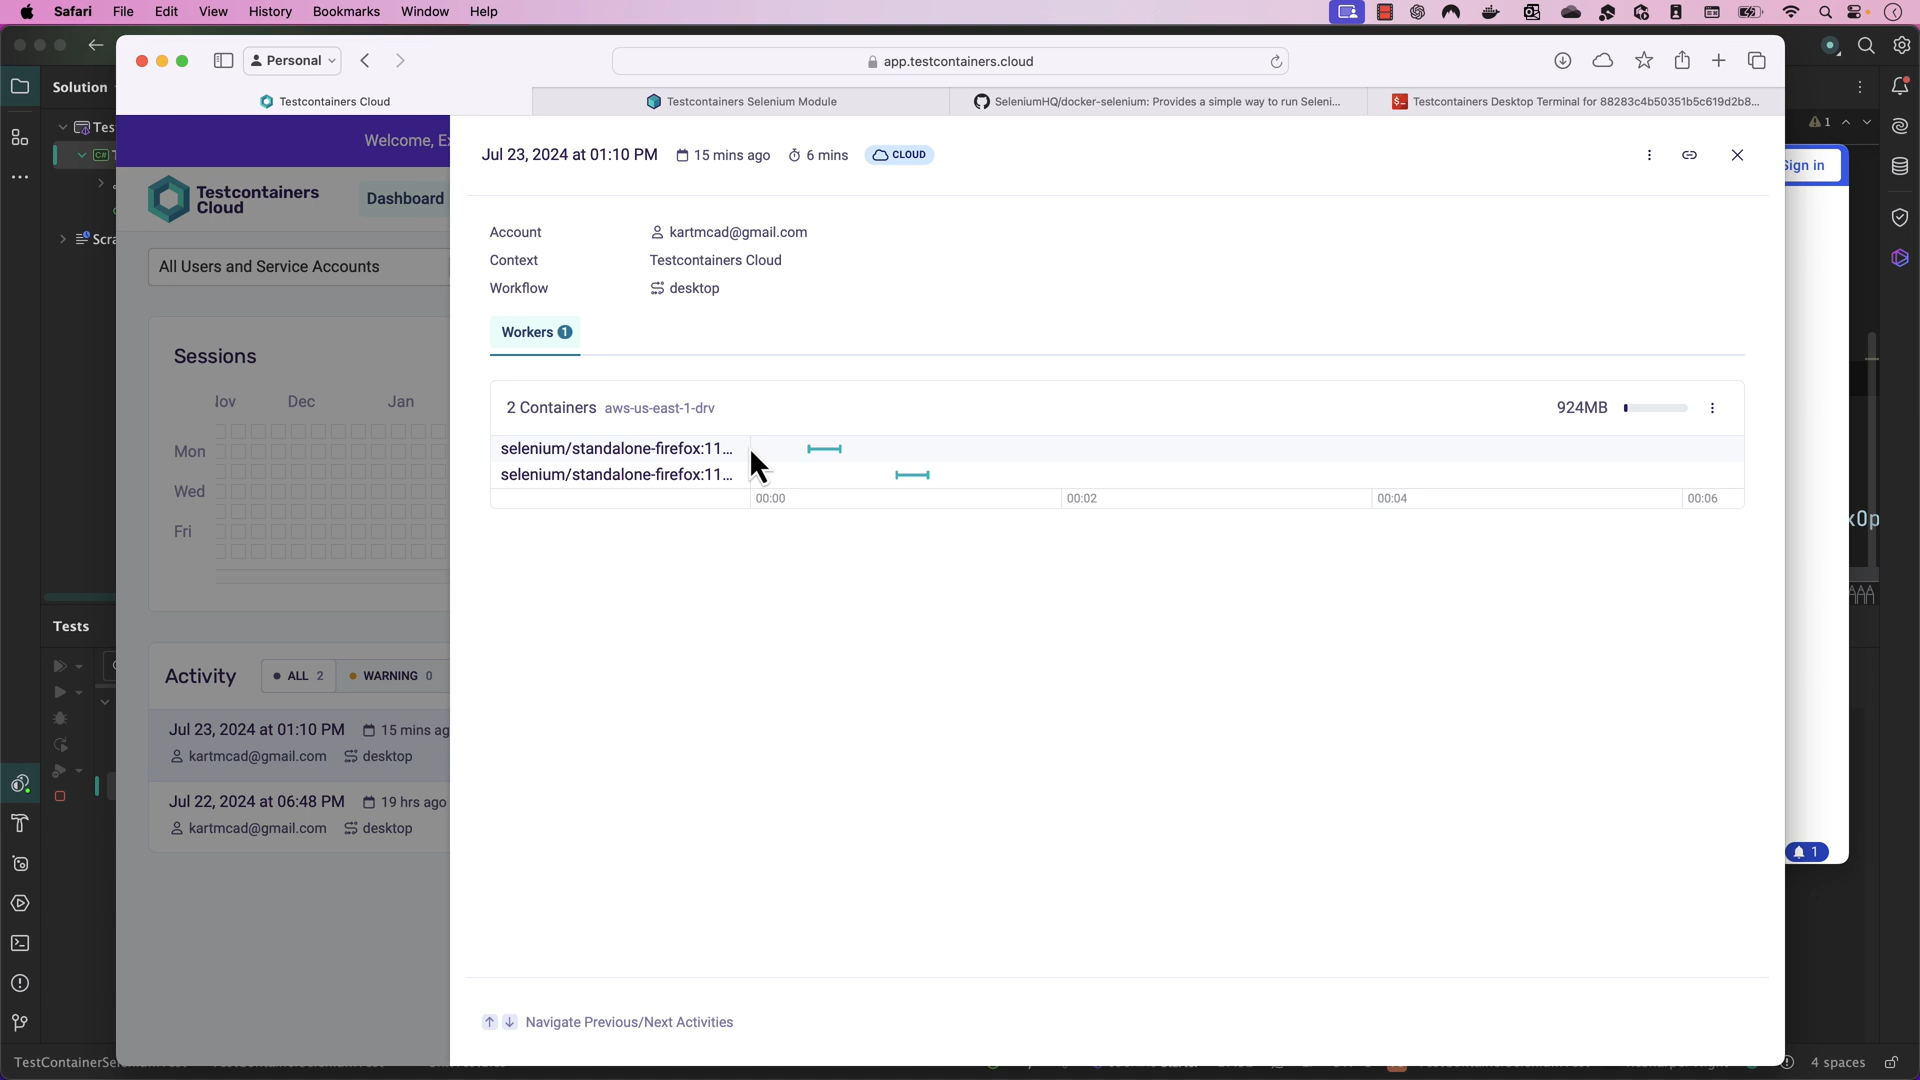 Safari File Edit View History Bookmarks Window Help
Solution
Personal
app.testcontainers.cloud
Testcontainers Cloud
Testcontainers Selenium Module
SeleniumHQ/docker-selenium: Provides a simple way to run Seleni...
Testcontainers Desktop Terminal for 88283c4b50351b5c619d2b8...
Tes
C#
1
Welcome, E
Jul 23, 2024 at 01:10 PM
15 mins ago
6 mins
CLOUD
Sign in
Testcontainers
Cloud
Dashboard
Account
kartmcad@gmail.com
Context
Testcontainers Cloud
Workflow
desktop
Scra
All Users and Service Accounts
Workers 1
Sessions
Nov Dec Jan
Mon
Wed
Fri
2 Containers aws-us-east-1-drv
924MB
selenium/standalone-firefox:11...
selenium/standalone-firefox:11...
00:00 00:02 00:04 00:06
xOp
Tests
Activity
ALL 2
WARNING 0
Jul 23, 2024 at 01:10 PM
15 mins ag
kartmcad@gmail.com
desktop
Jul 22, 2024 at 06:48 PM
19 hrs ago
kartmcad@gmail.com
desktop
1
Navigate Previous/Next Activities
TestContainerSe
4 spaces